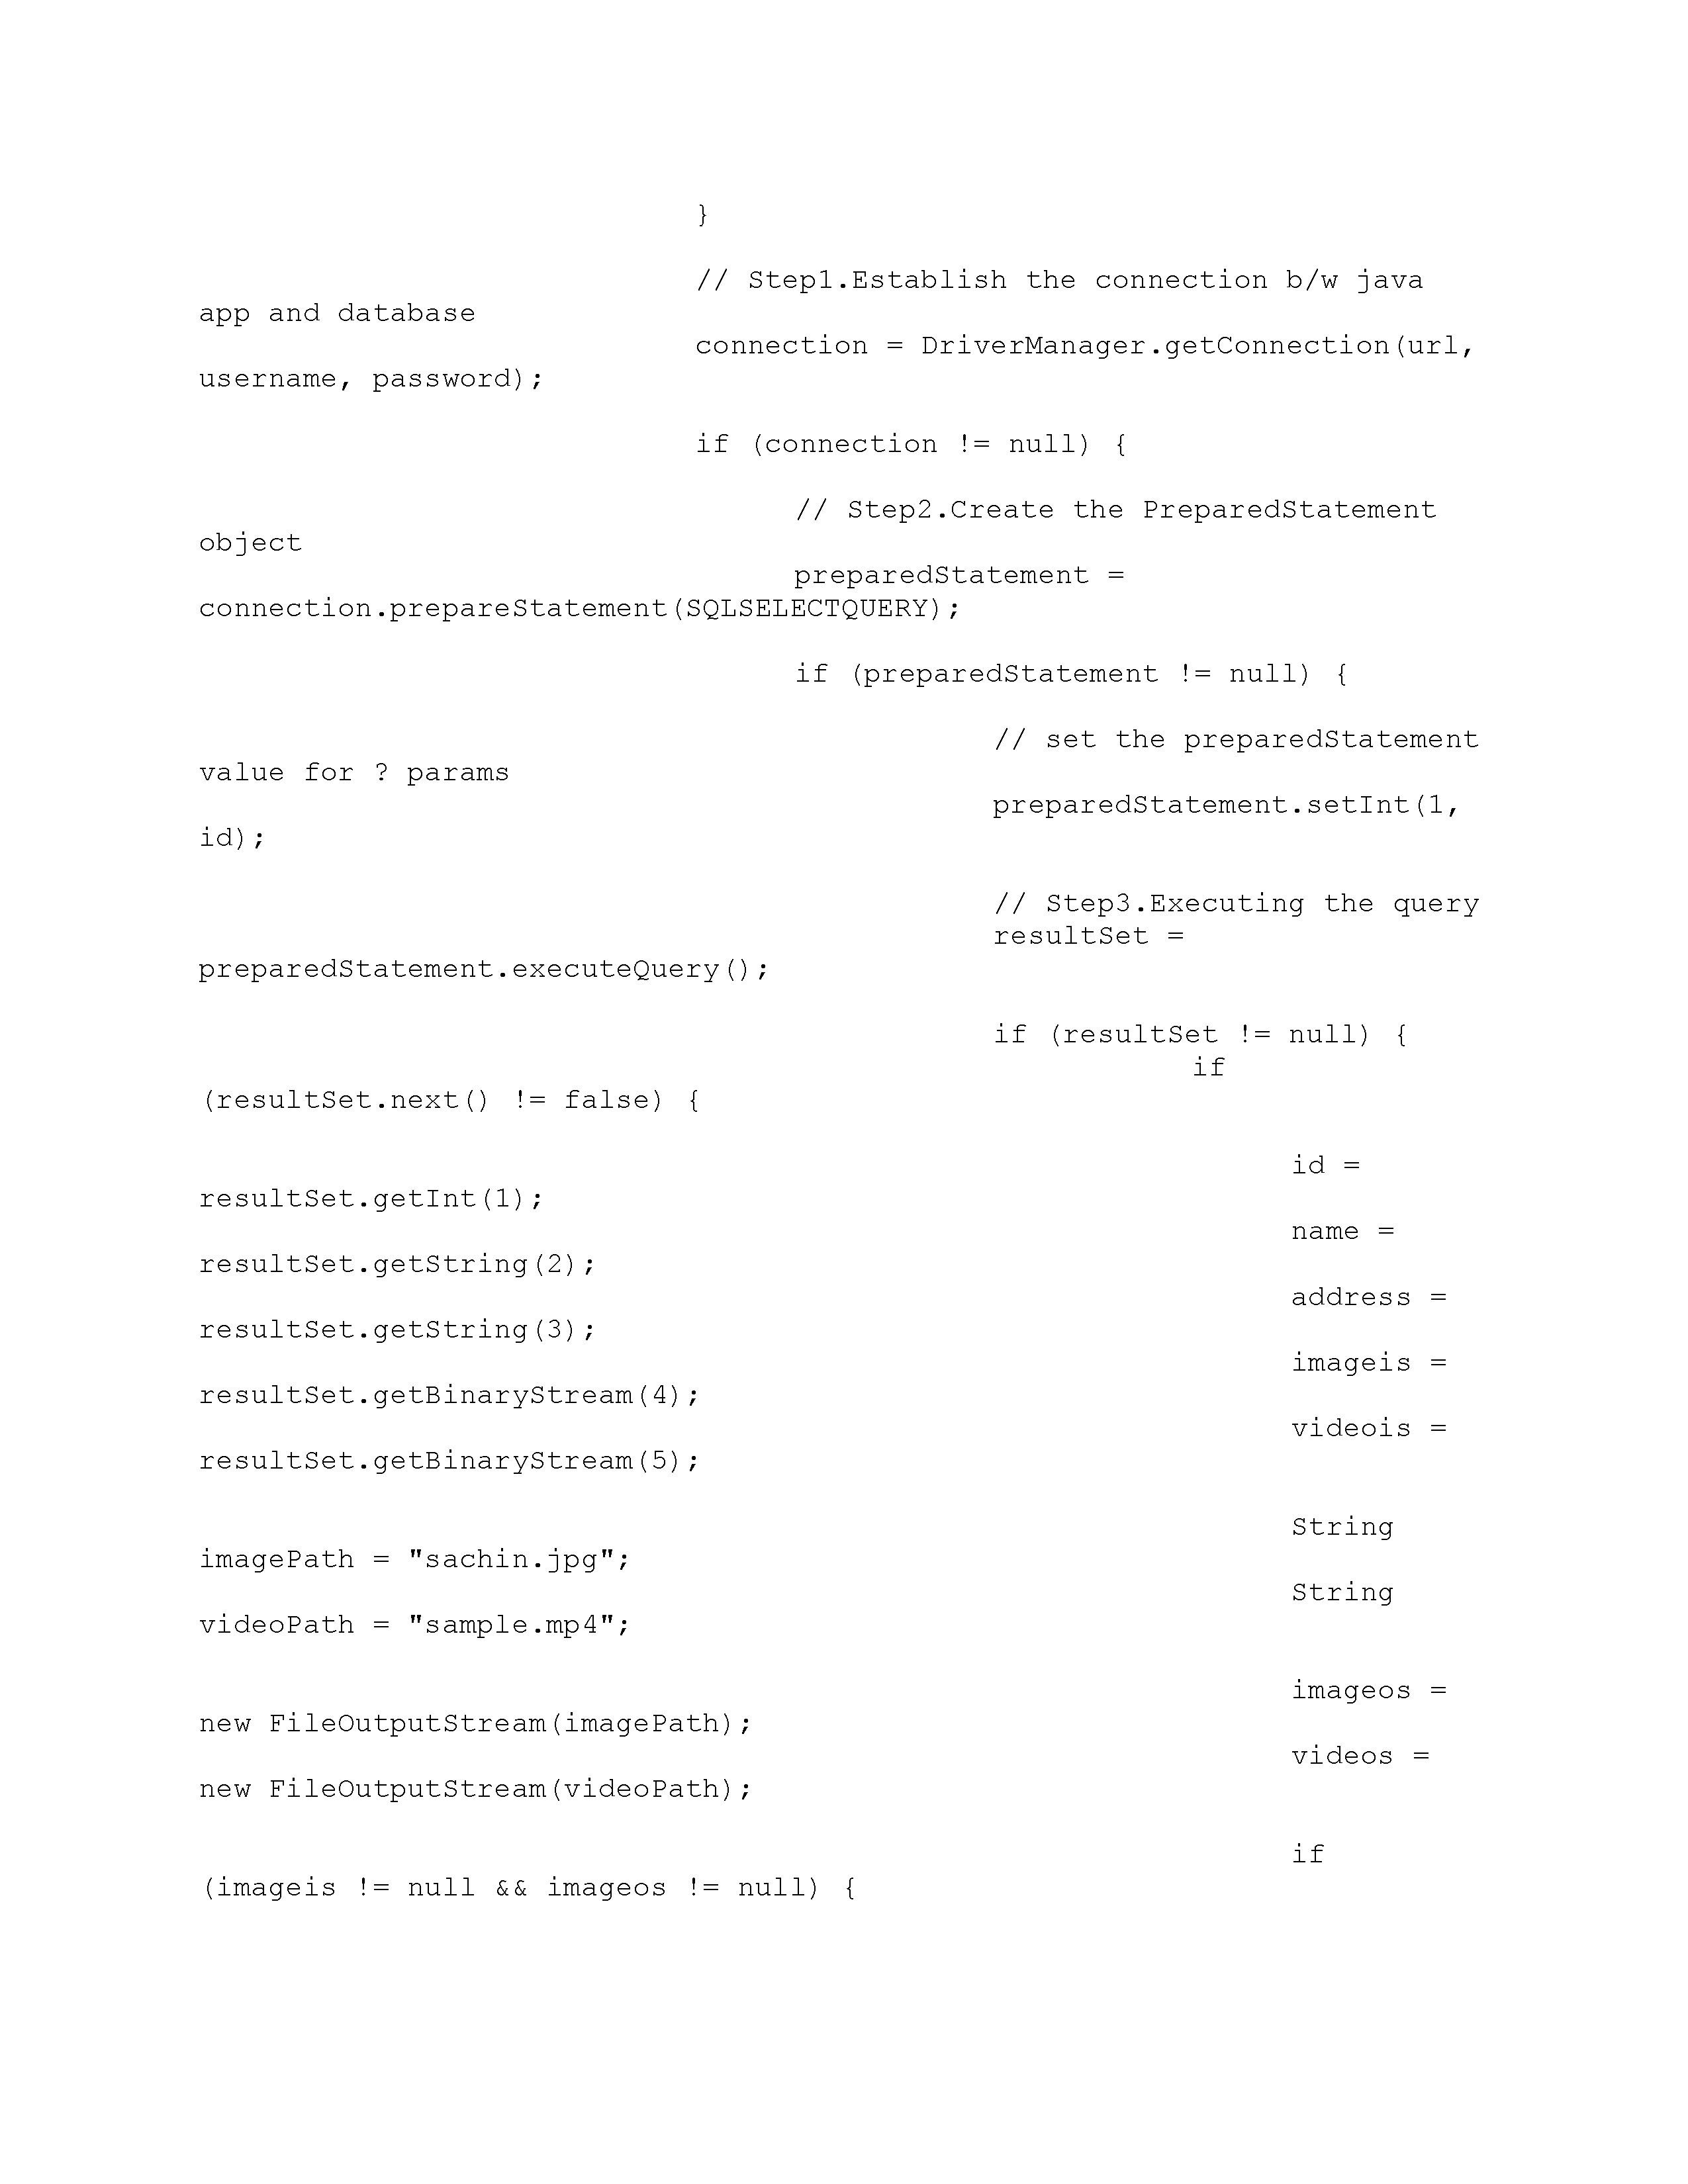 }
// Step1.Establish the connection b/w java
app and database
connection = DriverManager.getConnection(url,
username, password);
if (connection != null) {
// Step2.Create the PreparedStatement
object
preparedStatement =
connection.prepareStatement(SQLSELECTQUERY);
if (preparedStatement != null) {
// set the preparedStatement
value for ? params
preparedStatement.setInt(1,
id);
// Step3.Executing the query
resultSet =
preparedStatement.executeQuery();
if (resultSet != null) {
if
(resultSet.next() != false) {
id =
resultSet.getInt(1);
name =
resultSet.getString(2);
address =
resultSet.getString(3);
imageis =
resultSet.getBinaryStream(4);
videois =
resultSet.getBinaryStream(5);
String
imagePath = "sachin.jpg";
String
videoPath = "sample.mp4";
imageos =
new FileOutputStream(imagePath);
videos =
new FileOutputStream(videoPath);
if
(imageis != null && imageos != null) {